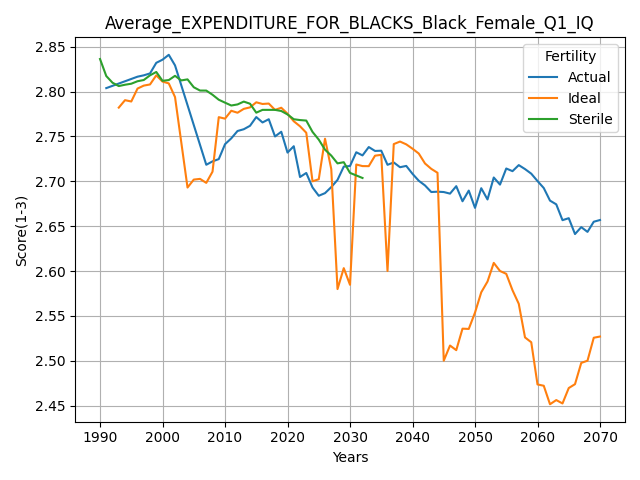 Average_EXPENDITURE_FOR_BLACKS_Black_Female_Q1_IQ
Fertility
Actual
Ideal
Sterile
Score(1-3)
2.85
2.80
2.75
2.70
2.65
2.60
2.55
2.50
2.45
1990 2000 2010 2020 2030 2040 2050 2060 2070
Years